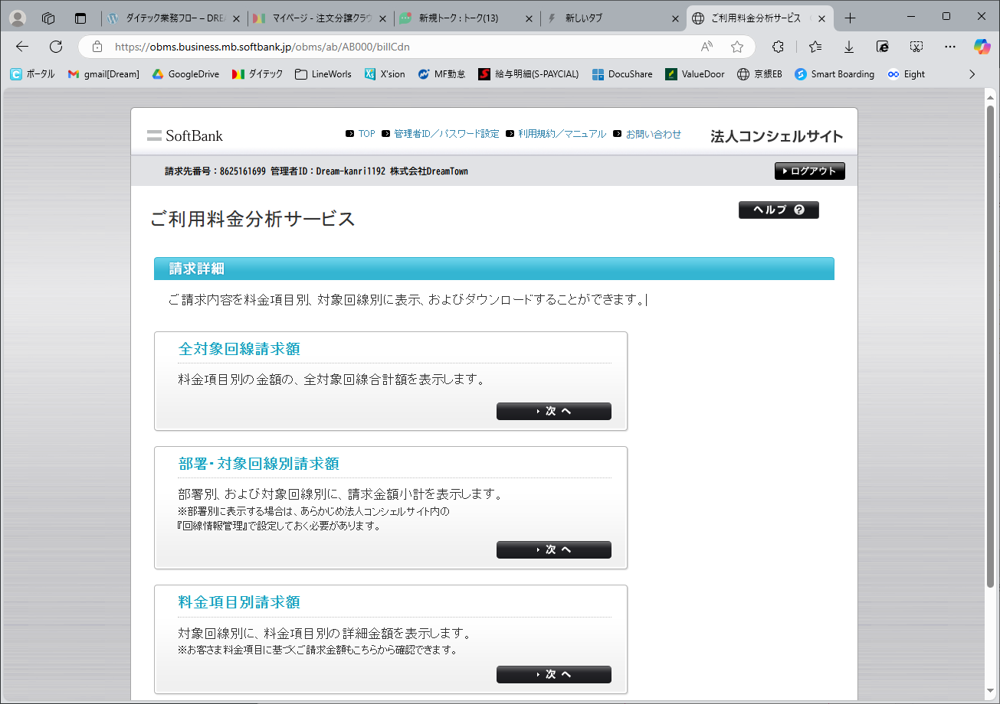 ダイテック業務フロー – DRE
マイページ - 注文分譲クラウ
新規トーク : トーク(13)
新しいタブ
ご利用料金分析サービス
https://obms.business.mb.softbank.jp/obms/ab/AB000/billCdn
ポータル
gmail[Dream]
GoogleDrive
ダイテック
LineWorls
X'sion
MF勤怠
給与明細(S-PAYCIAL)
DocuShare
ValueDoor
京銀EB
Smart Boarding
Eight
SoftBank
TOP
管理者ID／パスワード設定
利用規約／マニュアル
お問い合わせ
法人コンシェルサイト
請求先番号：8625161699 管理者ID：Dream-kanri1192 株式会社DreamTown
ログアウト
ご利用料金分析サービス
ヘルプ ?
請求詳細
ご請求内容を料金項目別、対象回線別に表示、およびダウンロードすることができます。
全対象回線請求額
料金項目別の金額の、全対象回線合計額を表示します。
次 へ
部署・対象回線別請求額
部署別、および対象回線別に、請求金額小計を表示します。
※部署別に表示する場合は、あらかじめ法人コンシェルサイト内の
『回線情報管理』で設定しておく必要があります。
次 へ
料金項目別請求額
対象回線別に、料金項目別の詳細金額を表示します。
※お客さま料金項目に基づくご請求金額もこちらから確認できます。
次 へ